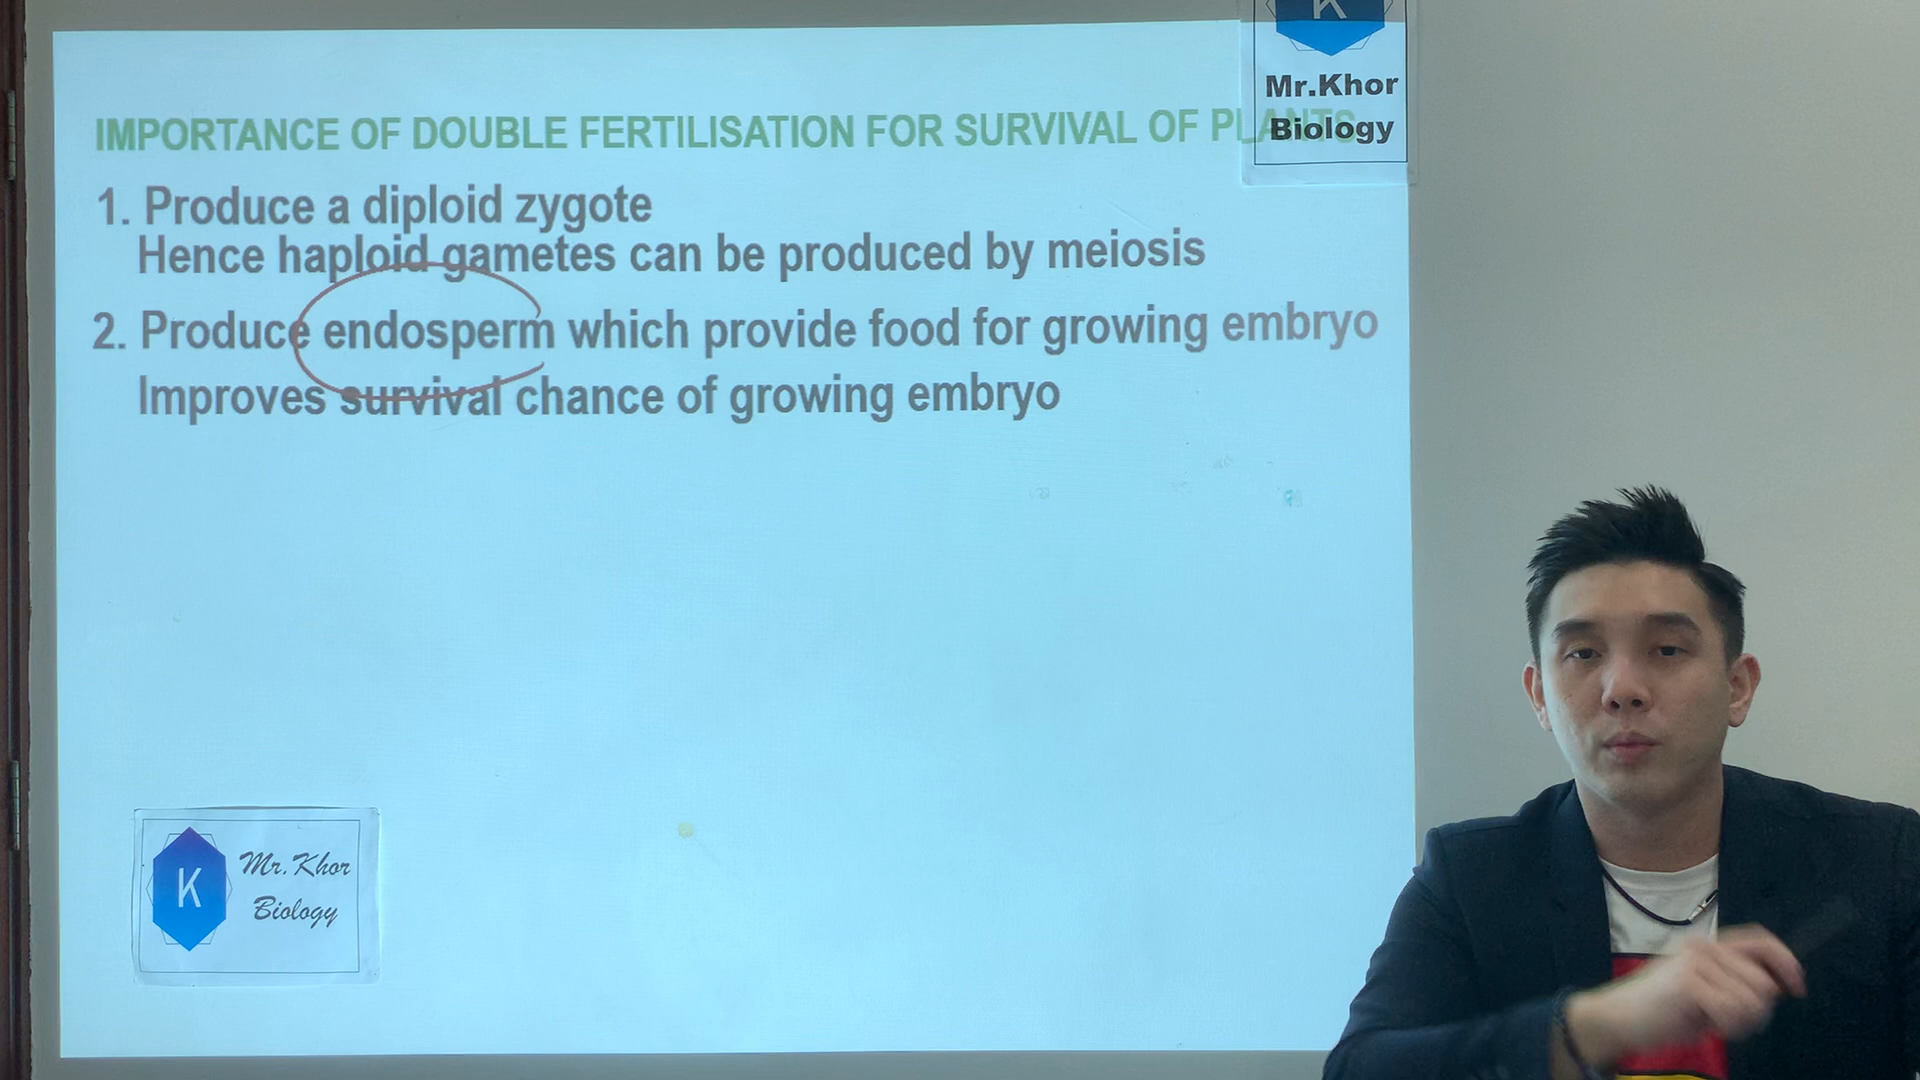 K
Mr.Khor
Biology
IMPORTANCE OF DOUBLE FERTILISATION FOR SURVIVAL OF PLANTS
1. Produce a diploid zygote
Hence haploid gametes can be produced by meiosis
2. Produce endosperm which provide food for growing embryo
Improves survival chance of growing embryo
K
Mr. Khor
Biology